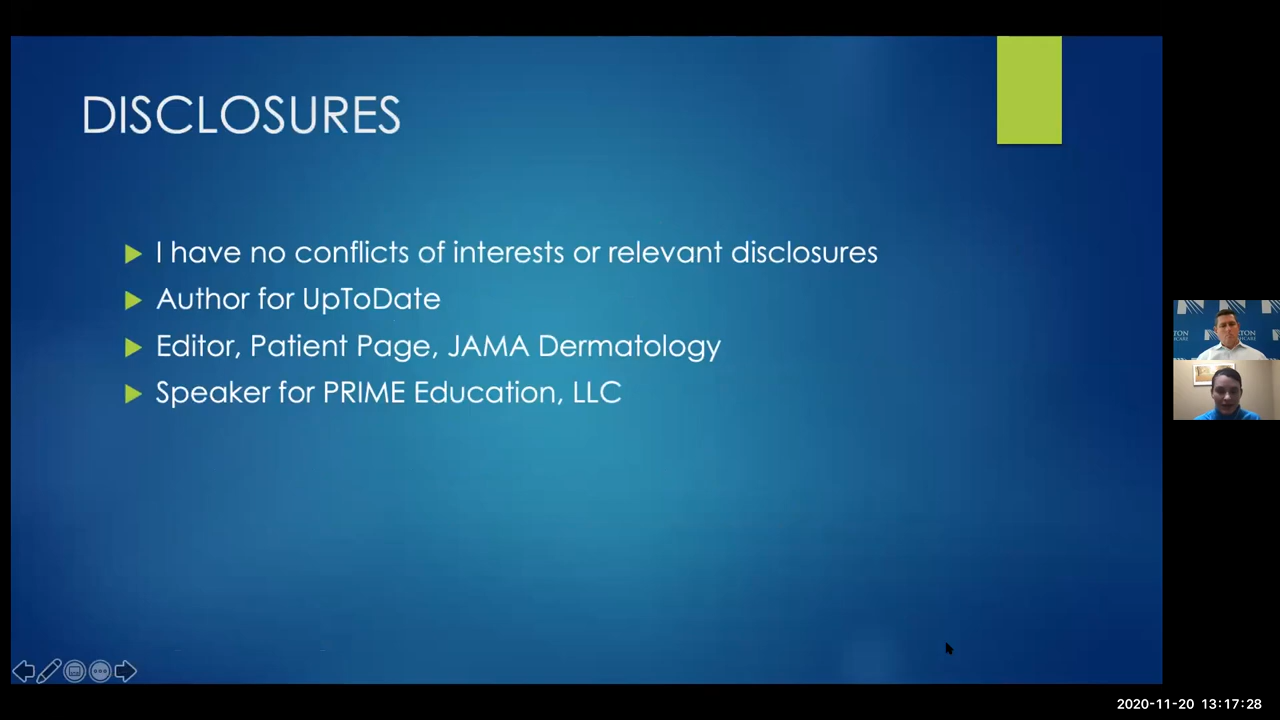 DISCLOSURES
I have no conflicts of interests or relevant disclosures
Author for UpToDate
Editor, Patient Page, JAMA Dermatology
Speaker for PRIME Education, LLC
2020-11-20 13:17:28